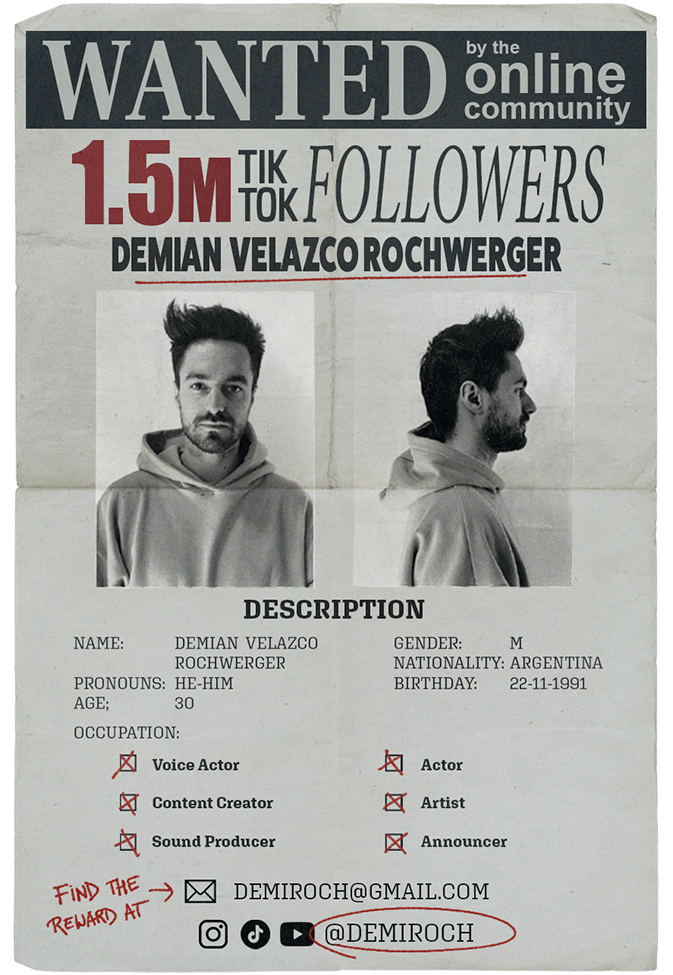 WANTED by the online community
1.5M TIK TOK FOLLOWERS
DEMIAN VELAZCO ROCHWERGER
DESCRIPTION
NAME: DEMIAN VELAZCO ROCHWERGER
PRONOUNS: HE-HIM
AGE; 30
GENDER: M
NATIONALITY: ARGENTINA
BIRTHDAY: 22-11-1991
OCCUPATION:
Voice Actor
Actor
Content Creator
Artist
Sound Producer
Announcer
FIND THE REWARD AT
DEMIROCH@GMAIL.COM
@DEMIROCH